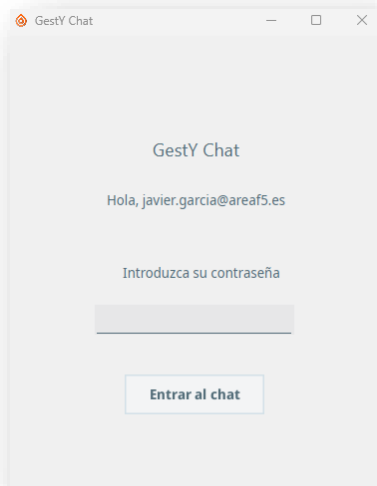 GestY Chat
GestY Chat
Hola, javier.garcia@areaf5.es
Introduzca su contraseña
Entrar al chat